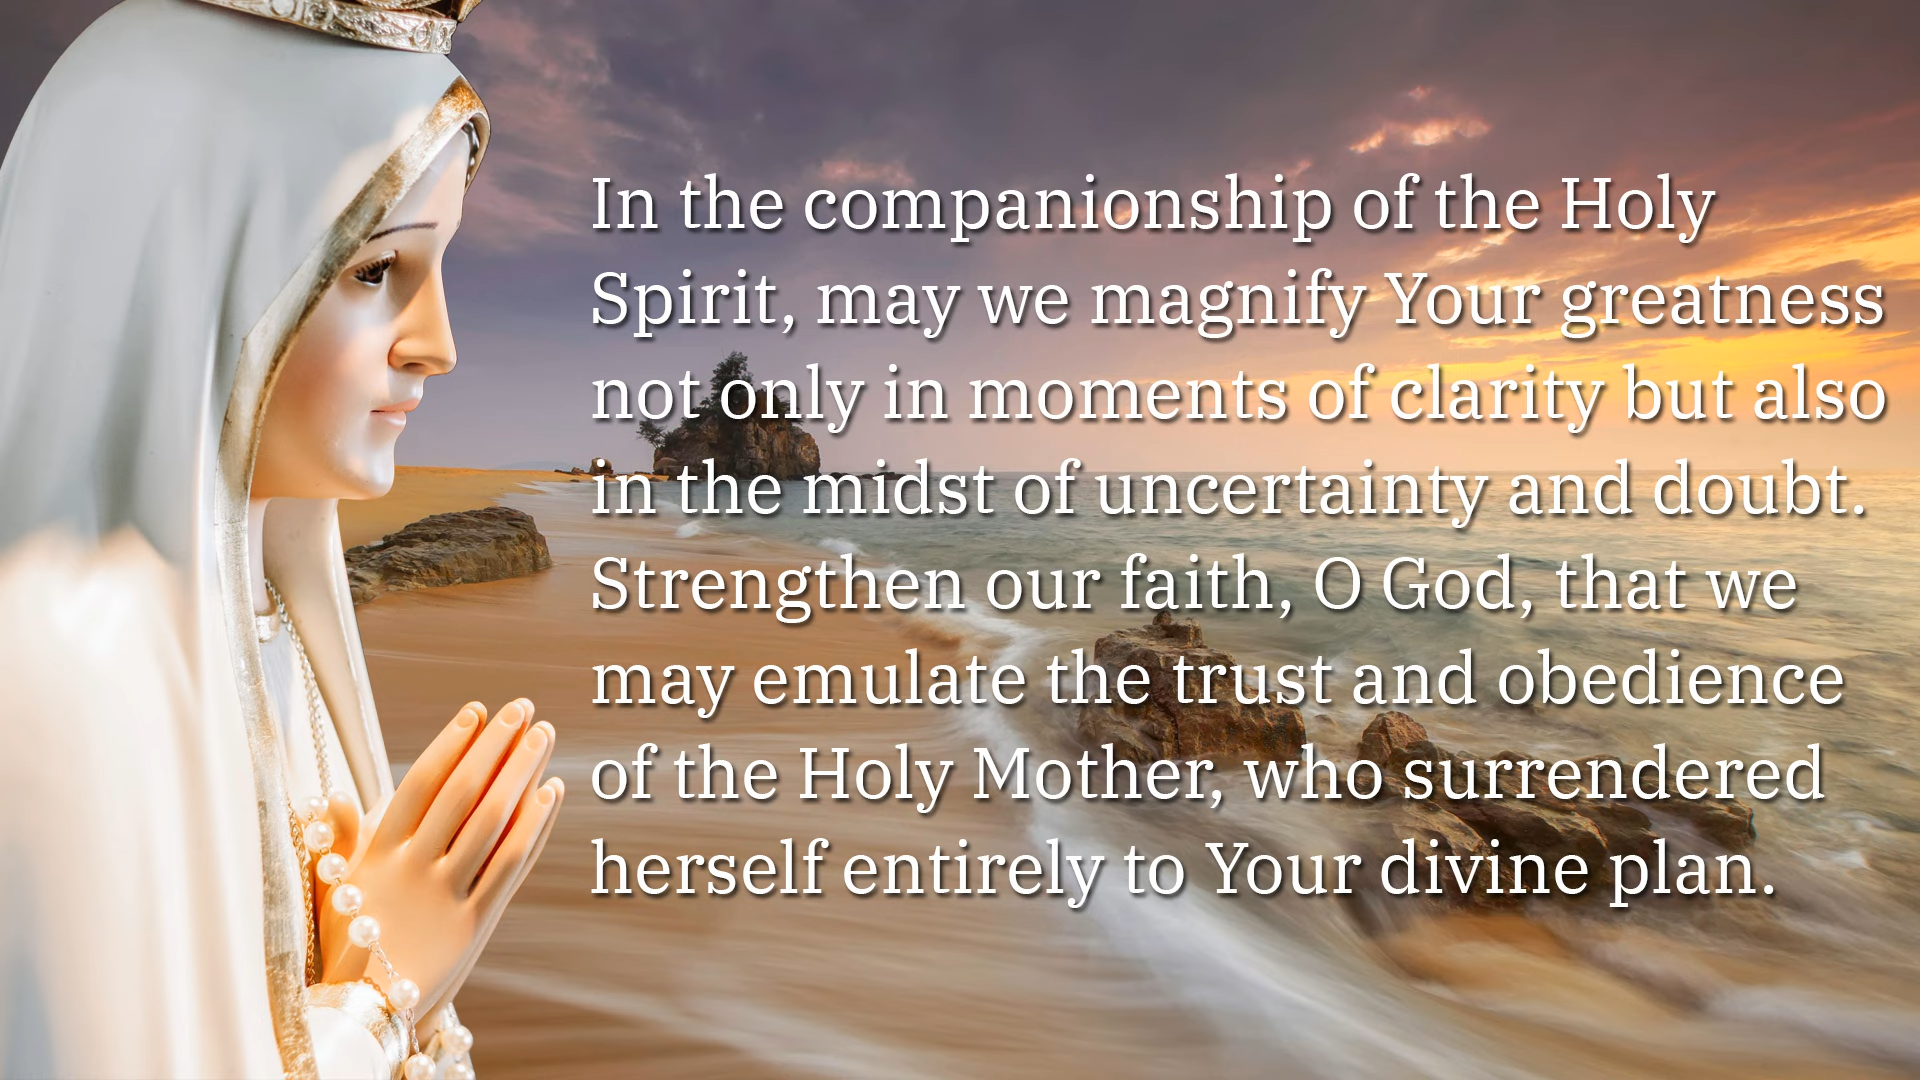 In the companionship of the Holy
Spirit, may we magnify Your greatness
not only in moments of clarity but also
in the midst of uncertainty and doubt.
Strengthen our faith, O God, that we
may emulate the trust and obedience
of the Holy Mother, who surrendered
herself entirely to Your divine plan.